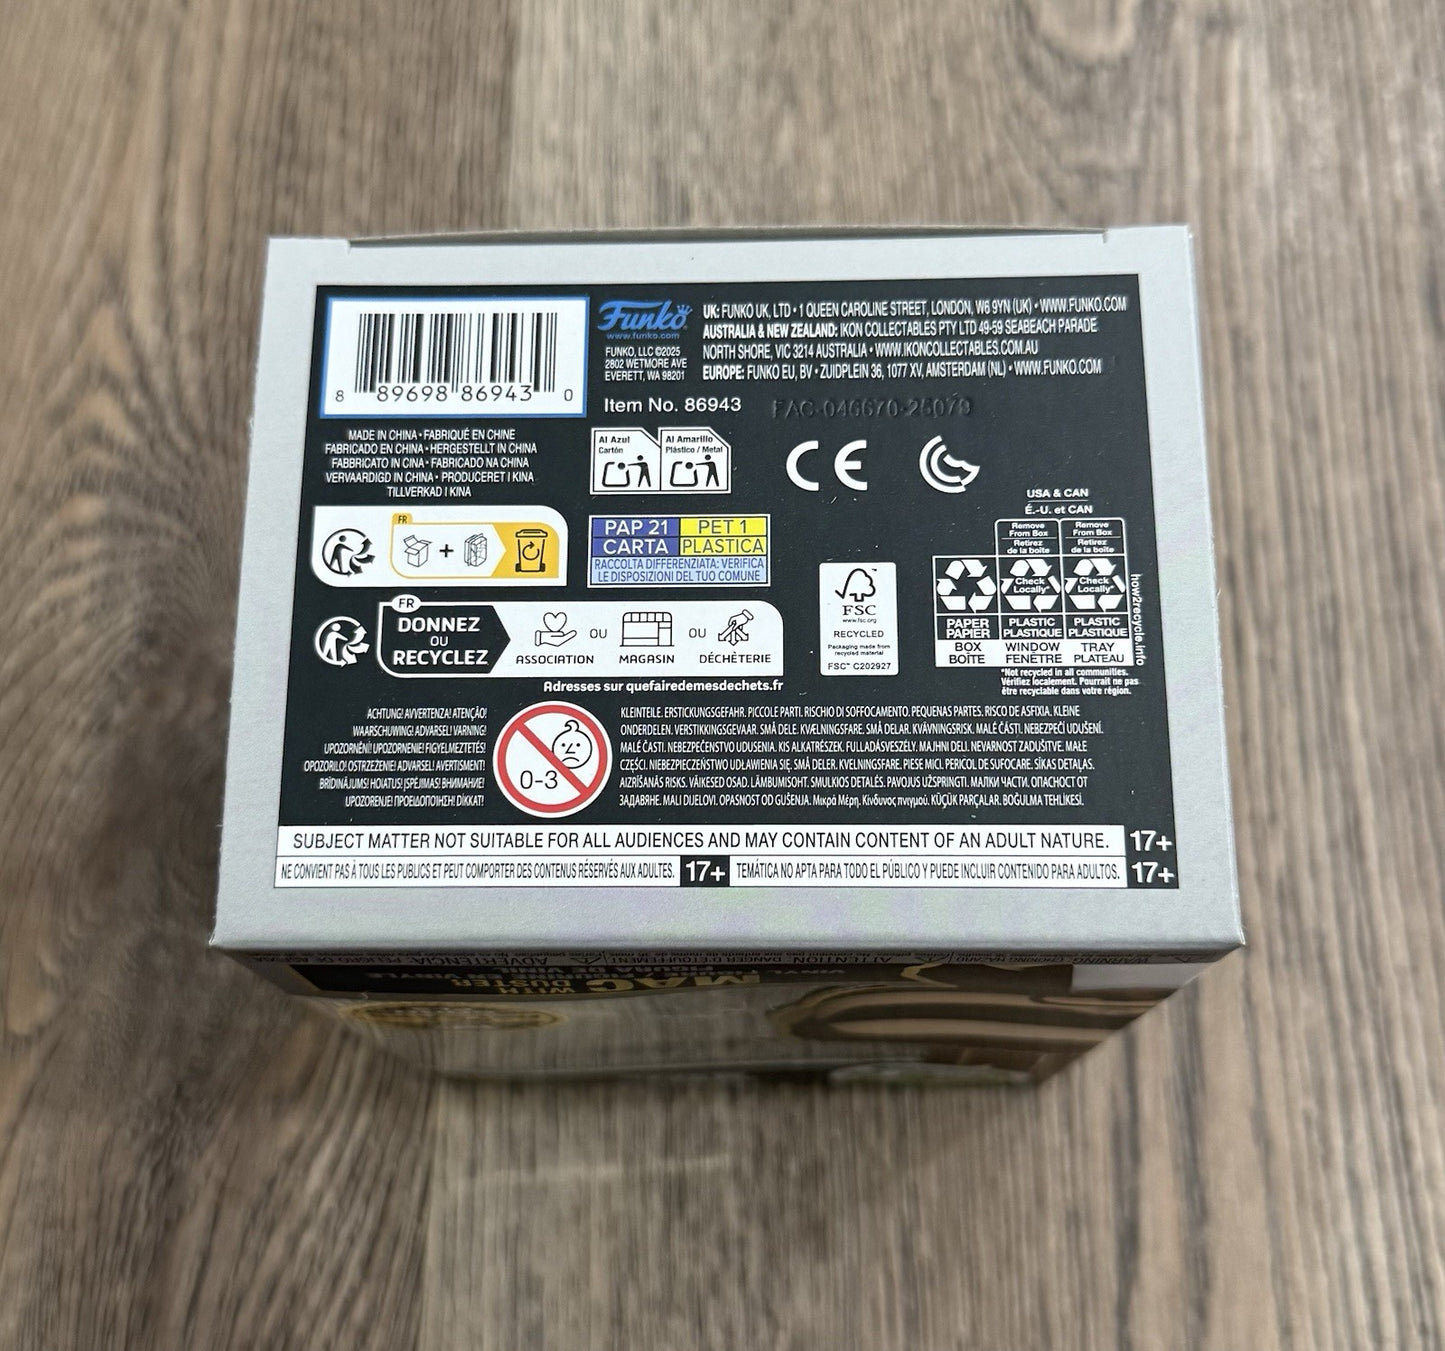 8 89698 86943 0
Funko
www.funko.com
FUNKO, LLC ©2025
2802 WETMORE AVE
EVERETT, WA 98201
UK: FUNKO UK, LTD • 1 QUEEN CAROLINE STREET, LONDON, W6 9YN (UK) • WWW.FUNKO.COM
AUSTRALIA & NEW ZEALAND: IKON COLLECTABLES PTY LTD 49-59 SEABEACH PARADE
NORTH SHORE, VIC 3214 AUSTRALIA • WWW.IKONCOLLECTABLES.COM.AU
EUROPE: FUNKO EU, BV • ZUIDPLEIN 36, 1077 XV, AMSTERDAM (NL) • WWW.FUNKO.COM
Item No. 86943
FAC-046670-25079
MADE IN CHINA • FABRIQUÉ EN CHINE
FABRICADO EN CHINA • HERGESTELLT IN CHINA
FABBRICATO IN CINA • FABRICADO NA CHINA
VERVAARDIGD IN CHINA • PRODUCERET I KINA
TILLVERKAD I KINA
Al Azul
Cartón
Al Amarillo
Plástico / Metal
CE
FR
+
PAP 21
CARTA
PET 1
PLASTICA
RACCOLTA DIFFERENZIATA: VERIFICA
LE DISPOSIZIONI DEL TUO COMUNE
FSC
www.fsc.org
RECYCLED
Packaging made from
recycled material
FSC™ C202927
USA & CAN
É.-U. et CAN
Remove
From Box
Retirez
de la boîte
Remove
From Box
Retirez
de la boîte
Check
Locally*
Check
Locally*
PAPER
PAPIER
PLASTIC
PLASTIQUE
PLASTIC
PLASTIQUE
BOX
BOÎTE
WINDOW
FENÊTRE
TRAY
PLATEAU
how2recycle.info
*Not recycled in all communities.
Vérifiez localement. Pourrait ne pas
être recyclable dans votre région.
FR
DONNEZ
OU
RECYCLEZ
ASSOCIATION
OU
MAGASIN
OU
DÉCHÈTERIE
Adresses sur quefairedemesdechets.fr
ACHTUNG! AVVERTENZA! ATENÇÃO!
WAARSCHUWING! ADVARSEL! VARNING!
UPOZORNĚNÍ! UPOZORNENIE! FIGYELMEZTETÉS!
OPOZORILO! OSTRZEŻENIE! ADVARSEL! AVERTISMENT!
BRĪDINĀJUMS! HOIATUS! ĮSPĖJIMAS! ВНИМАНИЕ!
UPOZORENJE! ΠΡΟΕΙΔΟΠΟΙΗΣΗ! DİKKAT!
0-3
KLEINTEILE. ERSTICKUNGSGEFAHR. PICCOLE PARTI. RISCHIO DI SOFFOCAMENTO. PEQUENAS PARTES. RISCO DE ASFIXIA. KLEINE
ONDERDELEN. VERSTIKKINGSGEVAAR. SMÅ DELE. KVÆLNINGSFARE. SMÅ DELAR. KVÄVNINGSRISK. MALÉ ČÁSTI. NEBEZPEČÍ UDUŠENÍ.
MALÉ ČASTI. NEBEZPEČENSTVO UDUSENIA. KIS ALKATRÉSZEK. FULLADÁSVESZÉLY. MAJHNI DELI. NEVARNOST ZADUŠITVE. MAŁE
CZĘŚCI. NIEBEZPIECZEŃSTWO UDŁAWIENIA SIĘ. SMÅ DELER. KVELNINGSFARE. PIESE MICI. PERICOL DE SUFOCARE. SĪKAS DETAĻAS.
AIZRĪŠANĀS RISKS. VÄIKESED OSAD. LÄMBUMISOHT. SMULKIOS DETALĖS. PAVOJUS UŽSPRINGTI. МАЛКИ ЧАСТИ. ОПАСНОСТ ОТ
ЗАДАВЯНЕ. MALI DIJELOVI. OPASNOST OD GUŠENJA. Μικρά Μέρη. Κίνδυνος πνιγμού. KÜÇÜK PARÇALAR. BOĞULMA TEHLİKESİ.
SUBJECT MATTER NOT SUITABLE FOR ALL AUDIENCES AND MAY CONTAIN CONTENT OF AN ADULT NATURE. 17+
NE CONVIENT PAS À TOUS LES PUBLICS ET PEUT COMPORTER DES CONTENUS RÉSERVÉS AUX ADULTES. 17+ TEMÁTICA NO APTA PARA TODO EL PÚBLICO Y PUEDE INCLUIR CONTENIDO PARA ADULTOS. 17+
MAC
WITH
DUSTER